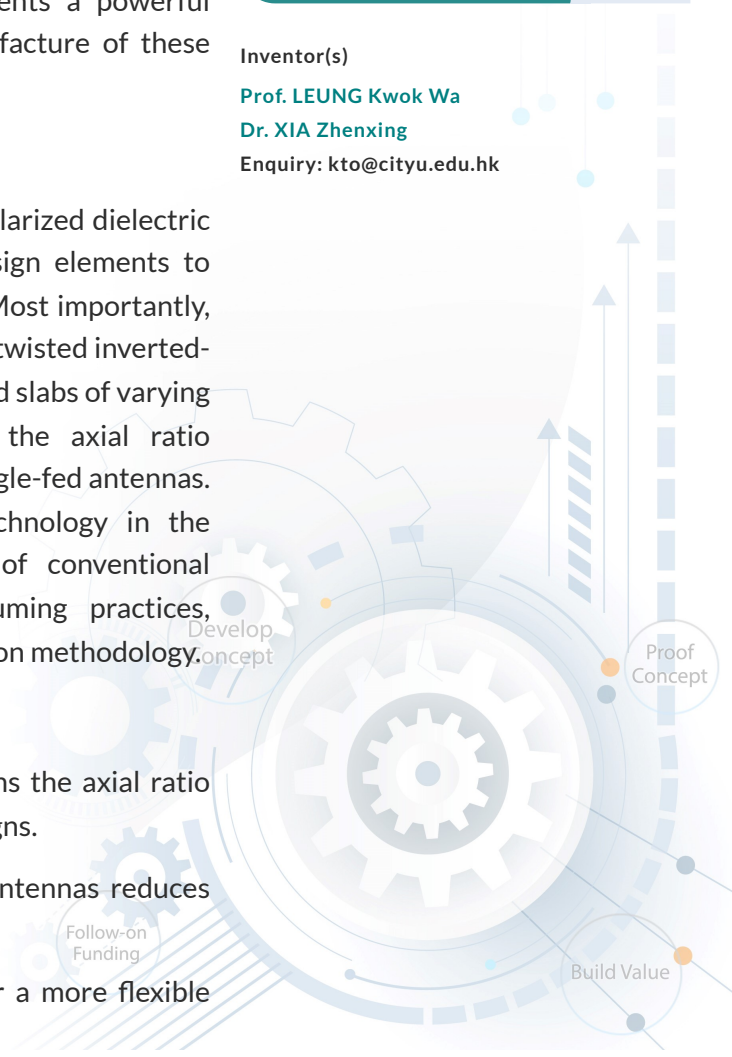 ents a powerful
facture of these
Inventor(s)
Prof. LEUNG Kwok Wa
Dr. XIA Zhenxing
Enquiry: kto@cityu.edu.hk
larized dielectric
sign elements to
Most importantly,
twisted inverted-
d slabs of varying
the axial ratio
gle-fed antennas.
chnology in the
of conventional
uming practices,
on methodology.
Develop
Concept
Proof
Concept
ns the axial ratio
gns.
ntennas reduces
Follow-on
Funding
Build Value
r a more flexible